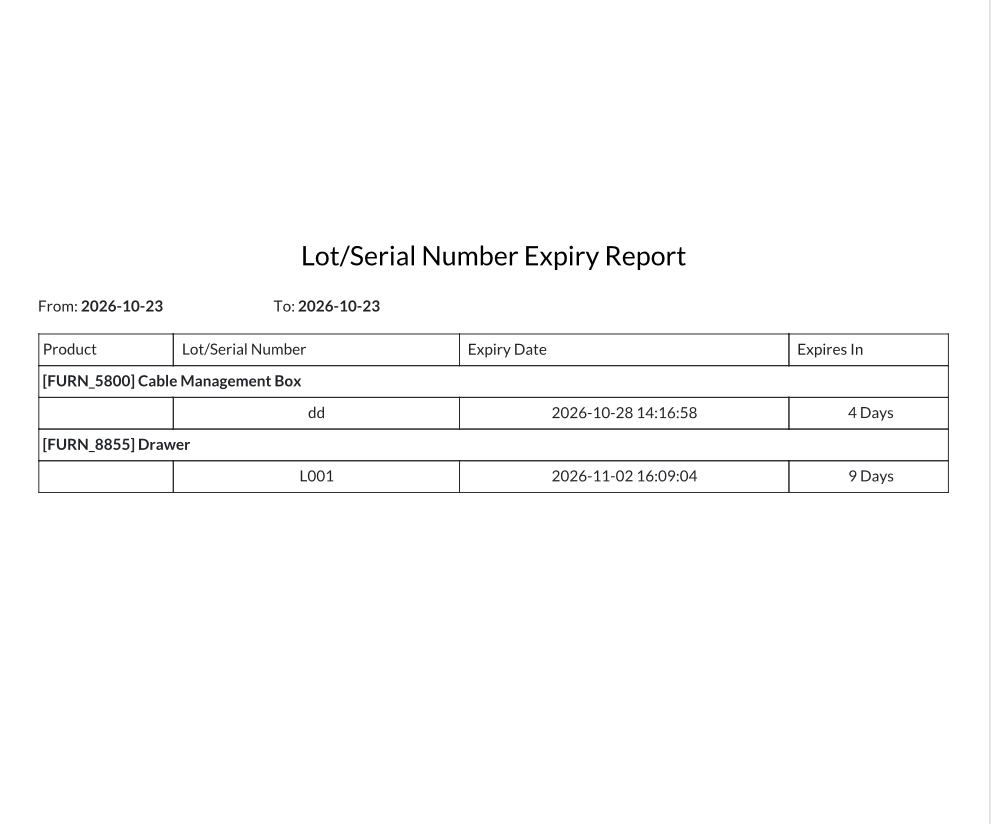 Lot/Serial Number Expiry Report
From: 2026-10-23 To: 2026-10-23
Product Lot/Serial Number Expiry Date Expires In
[FURN_5800] Cable Management Box
dd 2026-10-28 14:16:58 4 Days
[FURN_8855] Drawer
L001 2026-11-02 16:09:04 9 Days